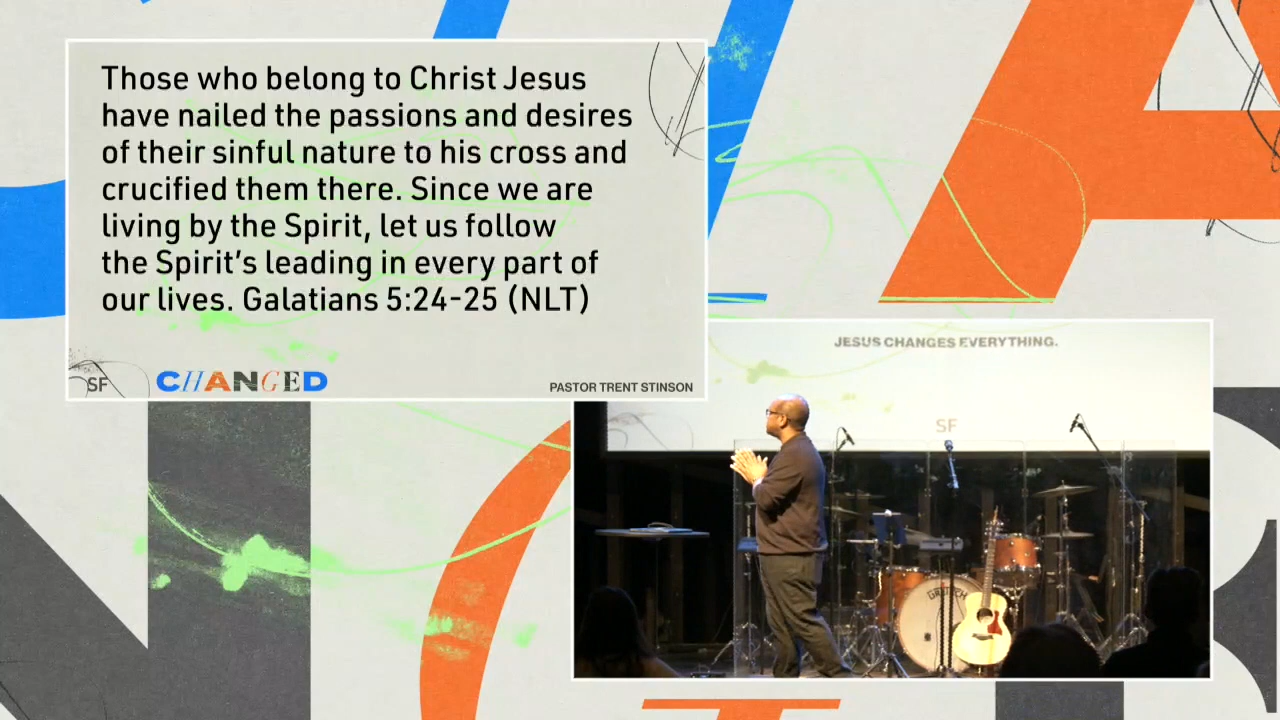 Those who belong to Christ Jesus
have nailed the passions and desires
of their sinful nature to his cross and
crucified them there. Since we are
living by the Spirit, let us follow
the Spirit's leading in every part of
our lives. Galatians 5:24-25 (NLT)
SF
CHANGED
PASTOR TRENT STINSON
JESUS CHANGES EVERYTHING.
SF
GRETSCH